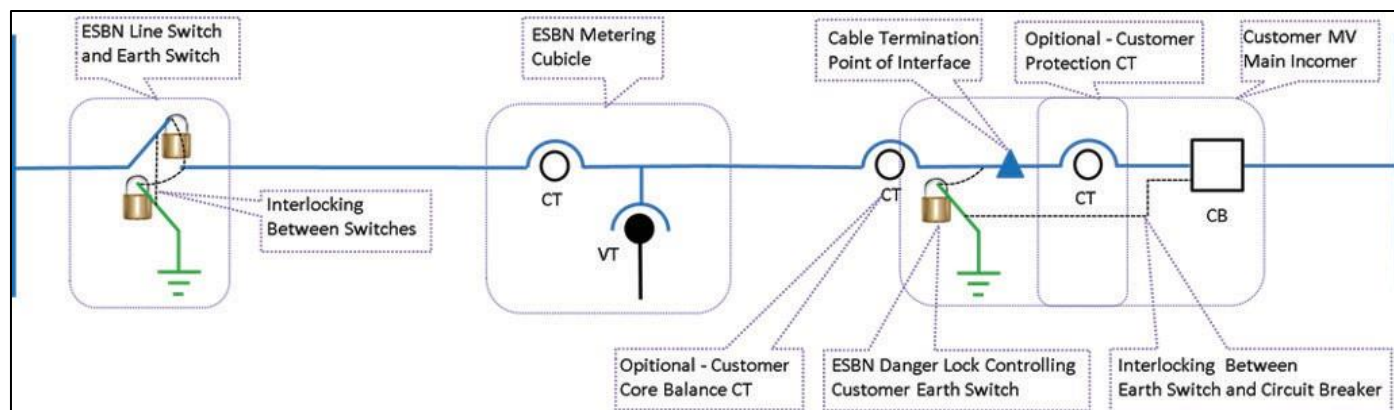 ESBN Line Switch
and Earth Switch
ESBN Metering
Cubicle
Cable Termination
Point of Interface
Opitional - Customer
Protection CT
Customer MV
Main Incomer
CT
VT
CT
CT
CB
Interlocking
Between Switches
Opitional - Customer
Core Balance CT
ESBN Danger Lock Controlling
Customer Earth Switch
Interlocking Between
Earth Switch and Circuit Breaker